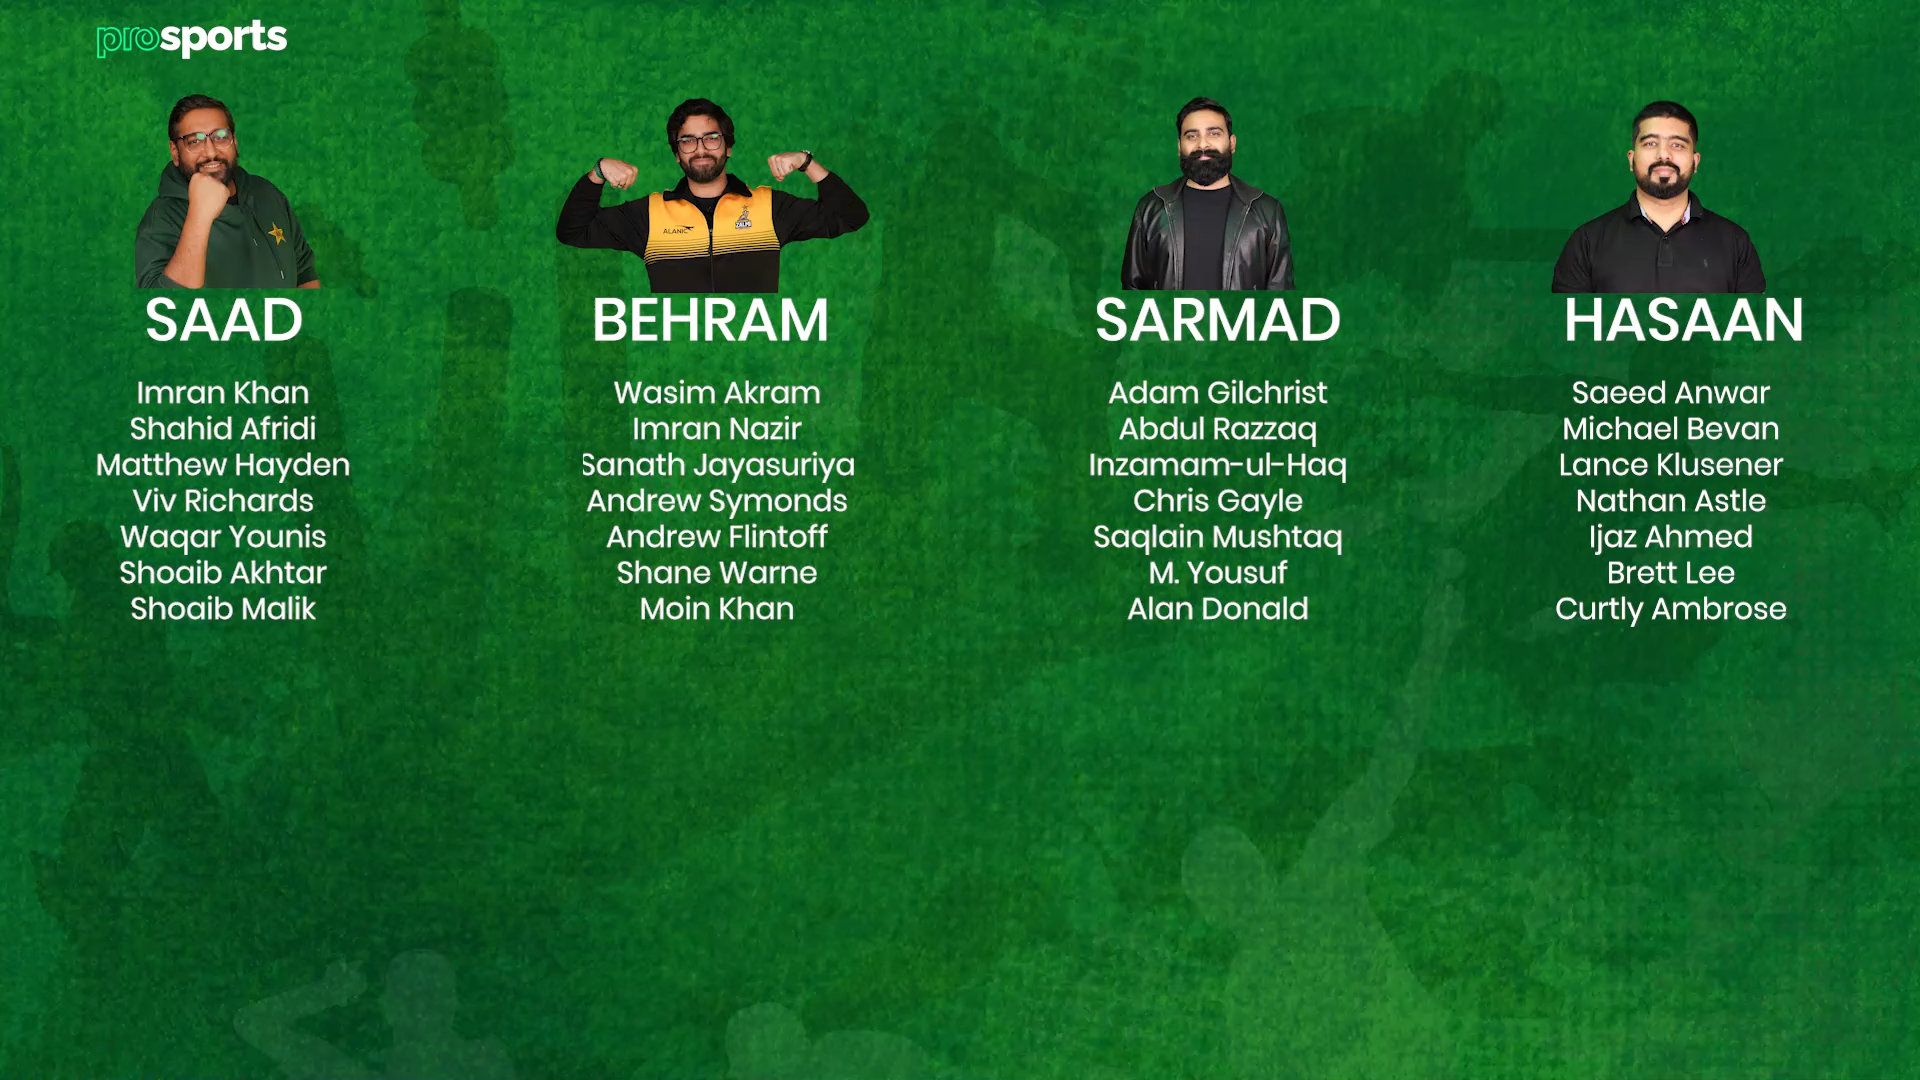 prosports
ALANIC
ZALMI
SAAD
Imran Khan
Shahid Afridi
Matthew Hayden
Viv Richards
Waqar Younis
Shoaib Akhtar
Shoaib Malik
BEHRAM
Wasim Akram
Imran Nazir
Sanath Jayasuriya
Andrew Symonds
Andrew Flintoff
Shane Warne
Moin Khan
SARMAD
Adam Gilchrist
Abdul Razzaq
Inzamam-ul-Haq
Chris Gayle
Saqlain Mushtaq
M. Yousuf
Alan Donald
HASAAN
Saeed Anwar
Michael Bevan
Lance Klusener
Nathan Astle
Ijaz Ahmed
Brett Lee
Curtly Ambrose